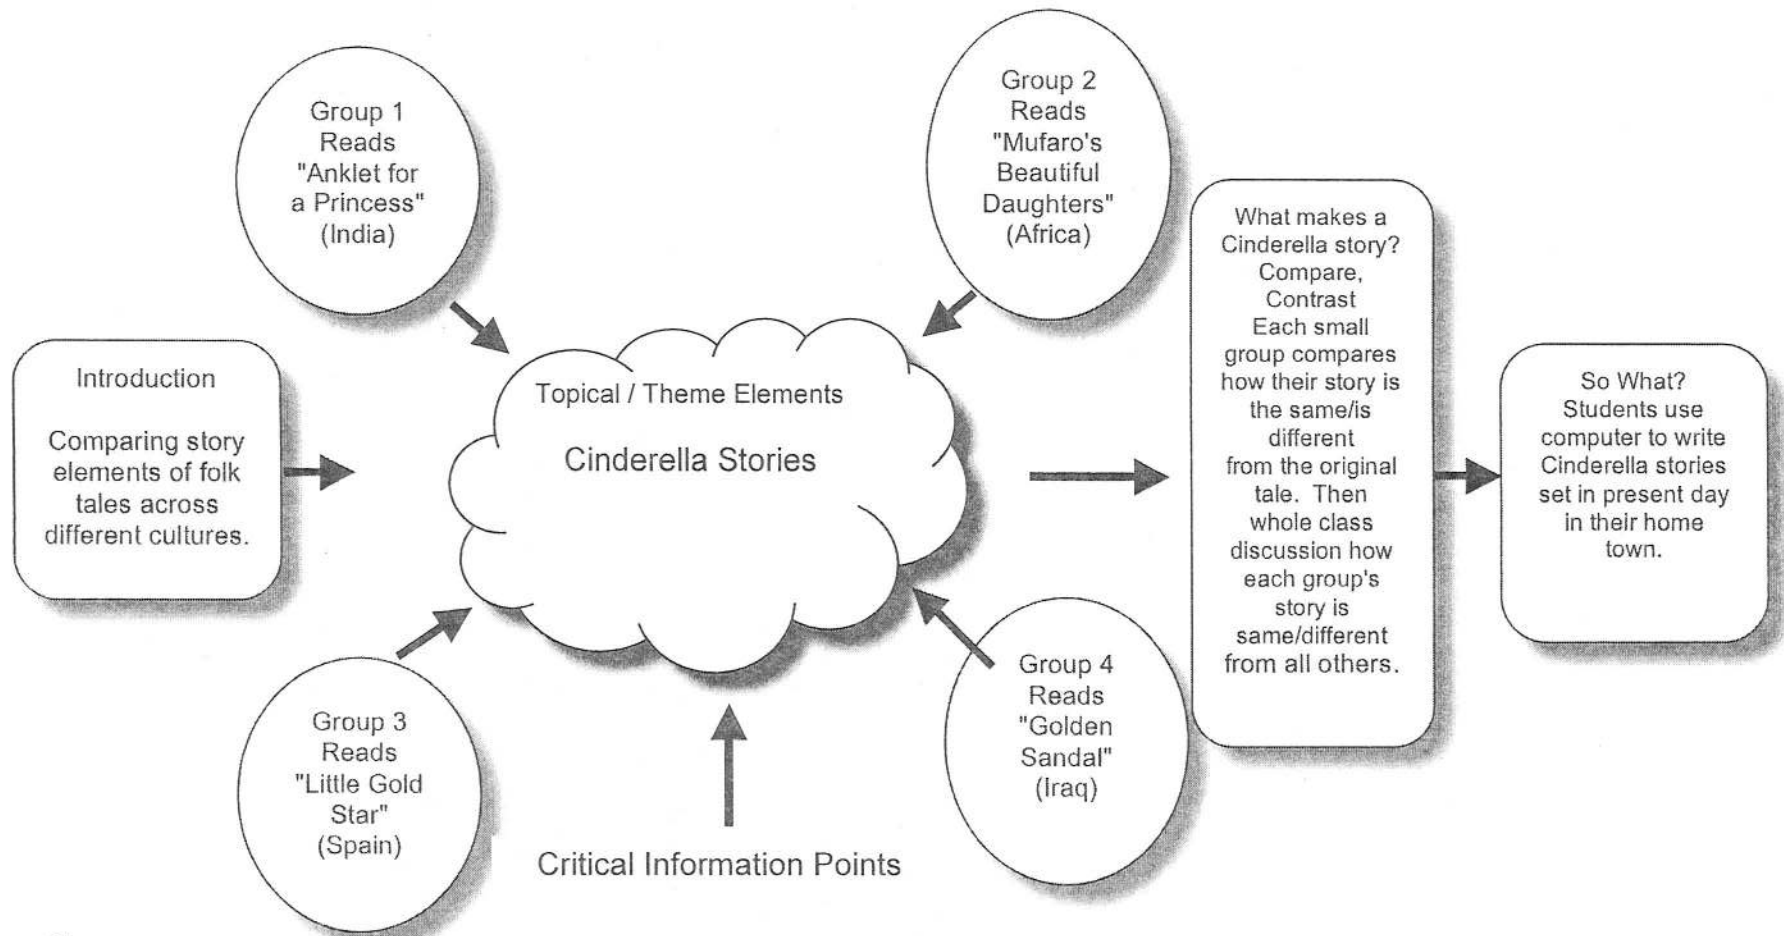 Group 1
Reads
"Anklet for
a Princess"
(India)
Group 2
Reads
"Mufaro's
Beautiful
Daughters"
(Africa)
Introduction
Comparing story
elements of folk
tales across
different cultures.
Topical / Theme Elements
Cinderella Stories
What makes a
Cinderella story?
Compare,
Contrast
Each small
group compares
how their story is
the same/is
different
from the original
tale. Then
whole class
discussion how
each group's
story is
same/different
from all others.
So What?
Students use
computer to write
Cinderella stories
set in present day
in their home
town.
Group 3
Reads
"Little Gold
Star"
(Spain)
Group 4
Reads
"Golden
Sandal"
(Iraq)
Critical Information Points